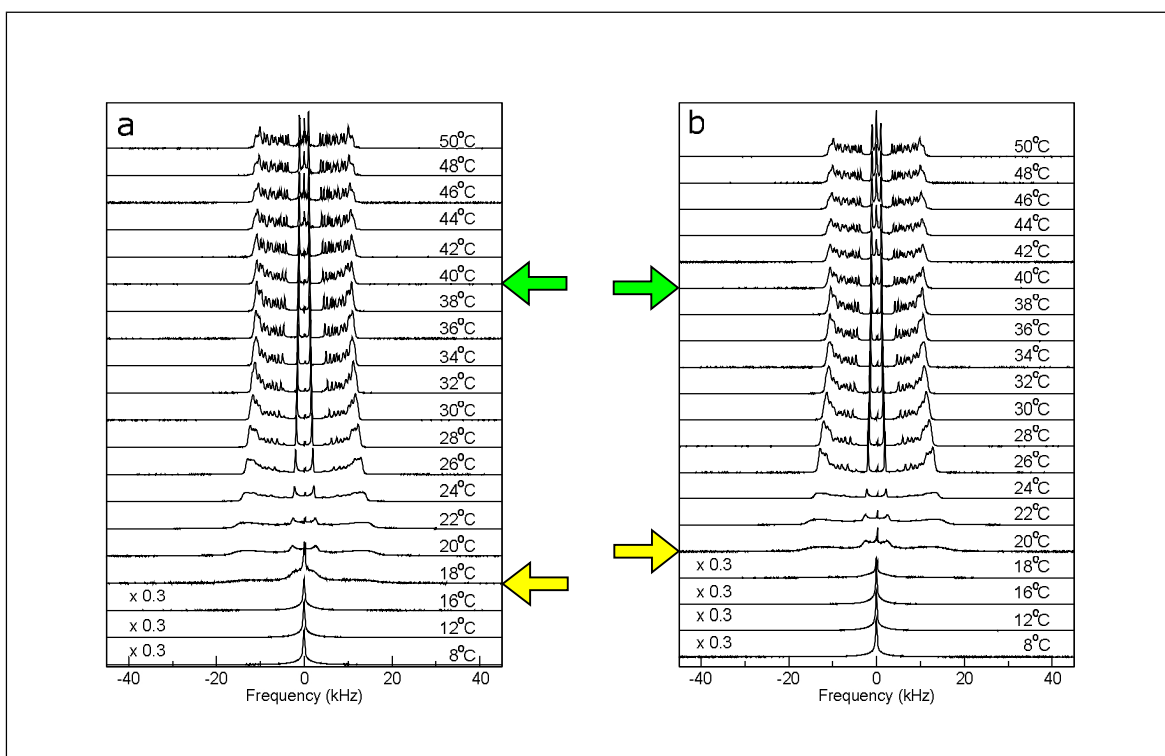 a
50°C
48°C
46°C
44°C
42°C
40°C
38°C
36°C
34°C
32°C
30°C
28°C
26°C
24°C
22°C
20°C
18°C
x 0.3 16°C
x 0.3 12°C
x 0.3 8°C
-40 -20 0 20 40
Frequency (kHz)
b
50°C
48°C
46°C
44°C
42°C
40°C
38°C
36°C
34°C
32°C
30°C
28°C
26°C
24°C
22°C
20°C
x 0.3 18°C
x 0.3 16°C
x 0.3 12°C
x 0.3 8°C
-40 -20 0 20 40
Frequency (kHz)